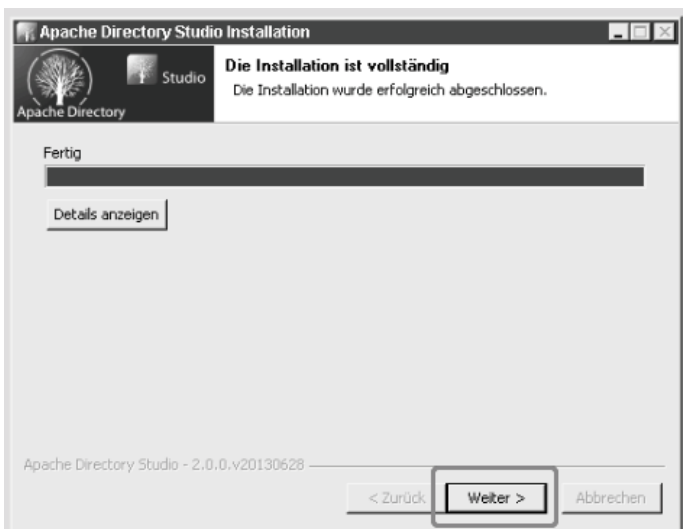 Apache Directory Studio Installation
Studio
Apache Directory
Die Installation ist vollständig
Die Installation wurde erfolgreich abgeschlossen.
Fertig
Details anzeigen
Apache Directory Studio - 2.0.0.v20130628
< Zurück Weiter > Abbrechen